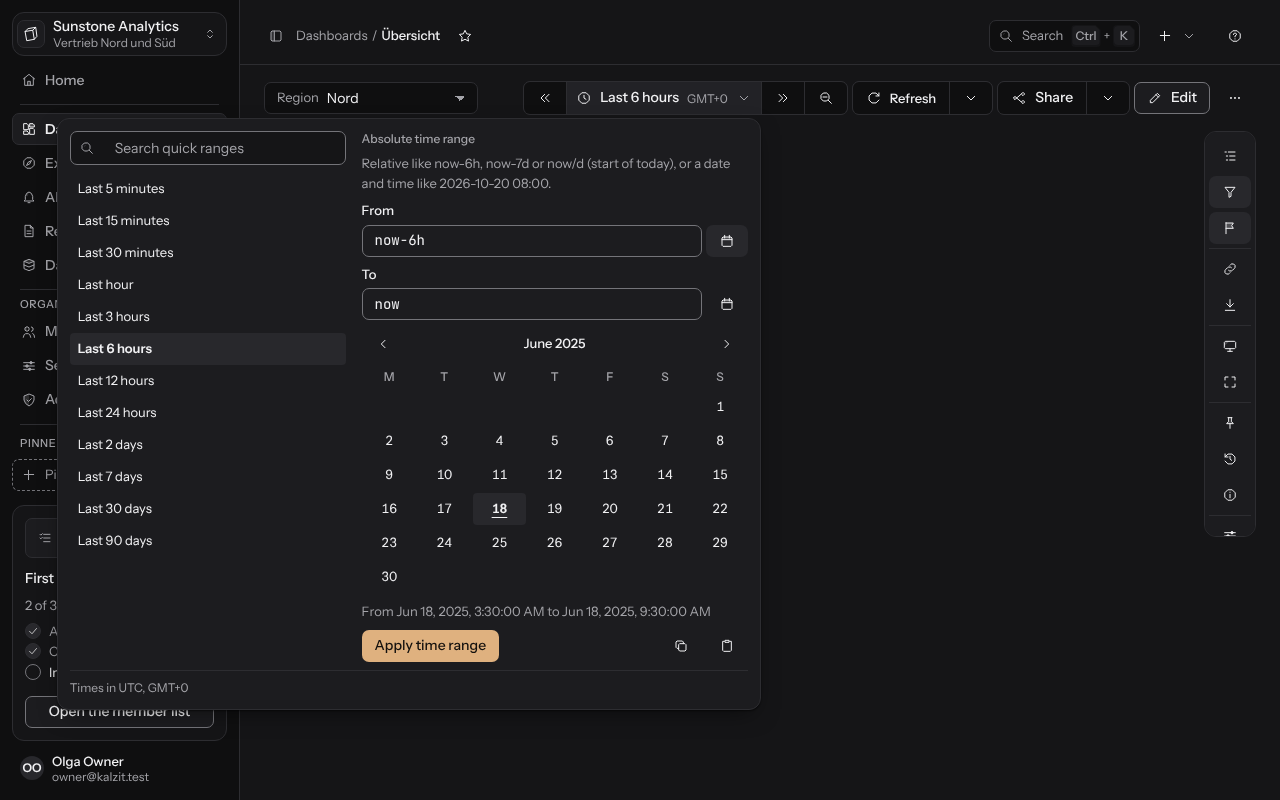 Sunstone Analytics
Vertrieb Nord und Süd
Dashboards / Übersicht
Search Ctrl + K
Home
Region Nord
Last 6 hours GMT+0
Refresh
Share
Edit
Search quick ranges
Last 5 minutes
Last 15 minutes
Last 30 minutes
Last hour
Last 3 hours
Last 6 hours
Last 12 hours
Last 24 hours
Last 2 days
Last 7 days
Last 30 days
Last 90 days
Absolute time range
Relative like now-6h, now-7d or now/d (start of today), or a date
and time like 2026-10-20 08:00.
From
now-6h
To
now
June 2025
M T W T F S S
1
2 3 4 5 6 7 8
9 10 11 12 13 14 15
16 17 18 19 20 21 22
23 24 25 26 27 28 29
30
From Jun 18, 2025, 3:30:00 AM to Jun 18, 2025, 9:30:00 AM
Apply time range
Times in UTC, GMT+0
First
2 of 3
Open the member list
OO
Olga Owner
owner@kalzit.test